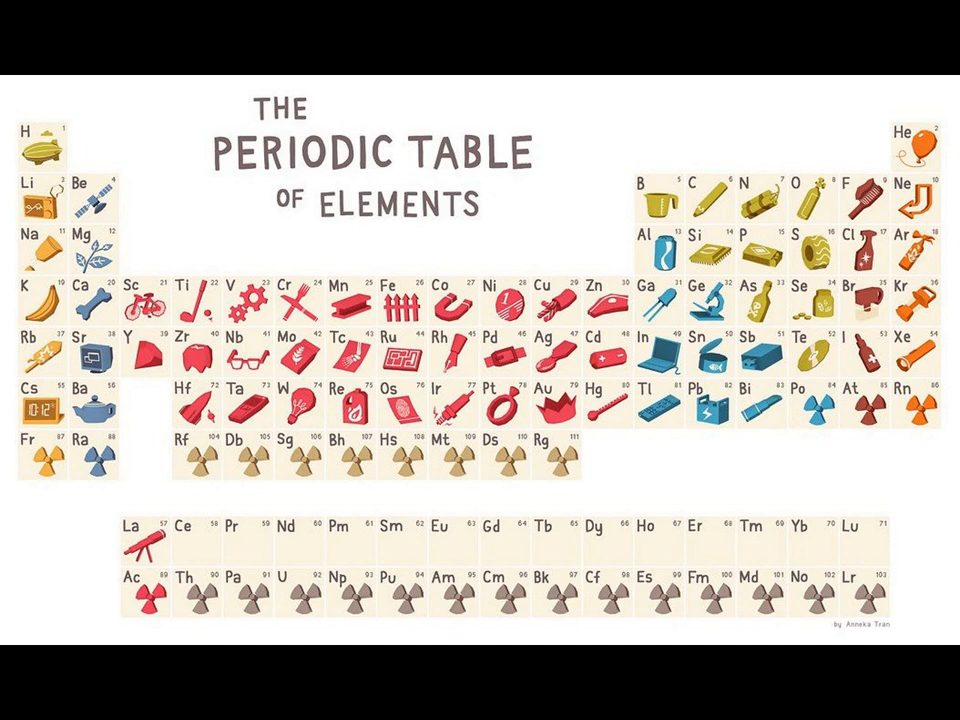 THE
PERIODIC TABLE
OF ELEMENTS
H 1 He 2
Li 3 Be 4 B 5 C 6 N 7 O 8 F 9 Ne 10
Na 11 Mg 12 Al 13 Si 14 P 15 S 16 Cl 17 Ar 18
K 19 Ca 20 Sc 21 Ti 22 V 23 Cr 24 Mn 25 Fe 26 Co 27 Ni 28 Cu 29 Zn 30 Ga 31 Ge 32 As 33 Se 34 Br 35 Kr 36
1
Rb 37 Sr 38 Y 39 Zr 40 Nb 41 Mo 42 Tc 43 Ru 44 Rh 45 Pd 46 Ag 47 Cd 48 In 49 Sn 50 Sb 51 Te 52 I 53 Xe 54
Cs 55 Ba 56 Hf 72 Ta 73 W 74 Re 75 Os 76 Ir 77 Pt 78 Au 79 Hg 80 Tl 81 Pb 82 Bi 83 Po 84 At 85 Rn 86
10:12
Fr 87 Ra 88 Rf 104 Db 105 Sg 106 Bh 107 Hs 108 Mt 109 Ds 110 Rg 111
La 57 Ce 58 Pr 59 Nd 60 Pm 61 Sm 62 Eu 63 Gd 64 Tb 65 Dy 66 Ho 67 Er 68 Tm 69 Yb 70 Lu 71
Ac 89 Th 90 Pa 91 U 92 Np 93 Pu 94 Am 95 Cm 96 Bk 97 Cf 98 Es 99 Fm 100 Md 101 No 102 Lr 103
by Anneka Tran